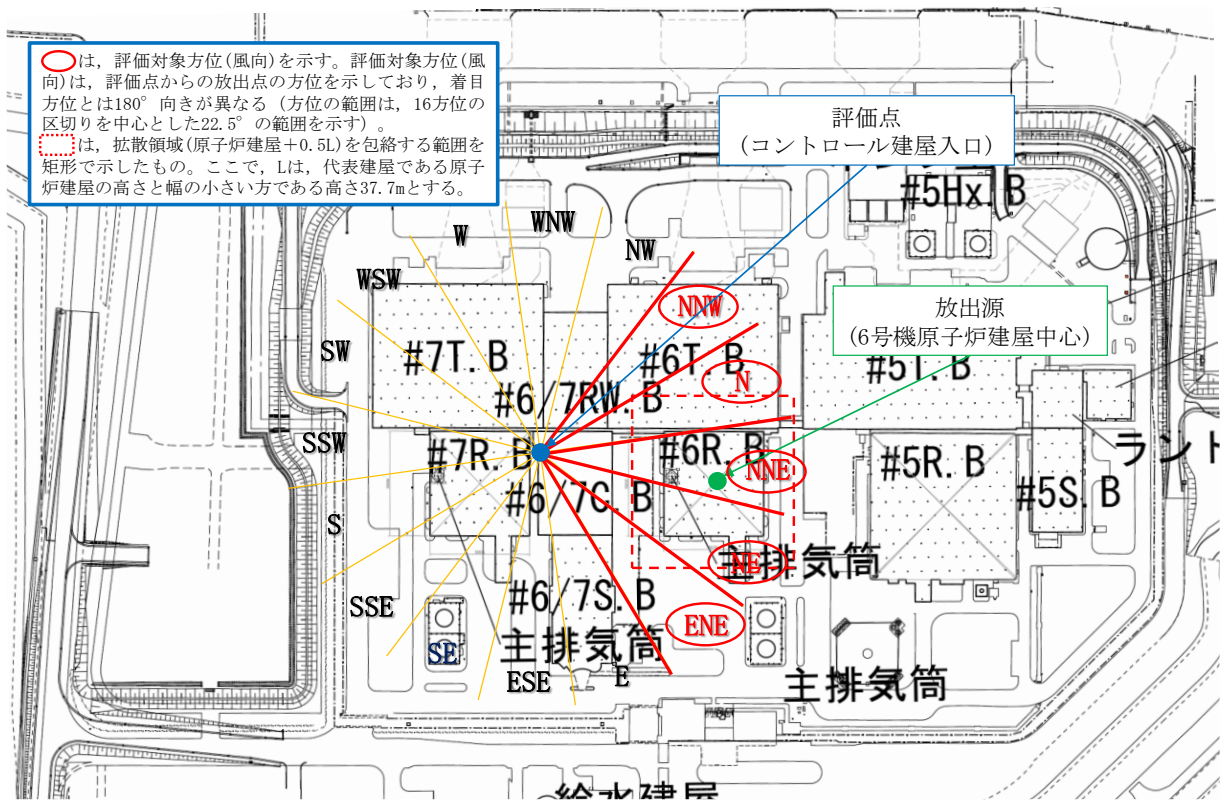 は，評価対象方位(風向)を示す。評価対象方位(風
向)は，評価点からの放出点の方位を示しており，着目
方位とは180°向きが異なる（方位の範囲は，16方位の
区切りを中心とした22.5°の範囲を示す）。
は，拡散領域(原子炉建屋＋0.5L)を包絡する範囲を
矩形で示したもの。ここで，Lは，代表建屋である原子
炉建屋の高さと幅の小さい方である高さ37.7mとする。
評価点
(コントロール建屋入口)
#5Hx.B
WNW
W
NW
WSW
NNW
放出源
(6号機原子炉建屋中心)
SW
#7T.B
#6T.B
#5T.B
N
#6/7RW.B
SSW
#7R.B
#6R.B
NNE
#5R.B
ラント
#6/7C.B
#5S.B
S
NE
主排気筒
SSE
#6/7S.B
ENE
SE
主排気筒
ESE
E
主排気筒
給水建屋